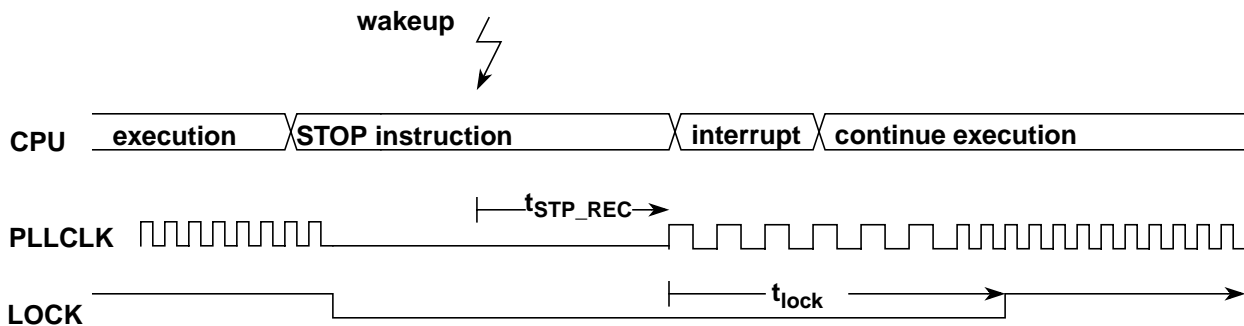 wakeup
CPU execution STOP instruction interrupt continue execution
tSTP_REC
PLLCLK
tlock
LOCK